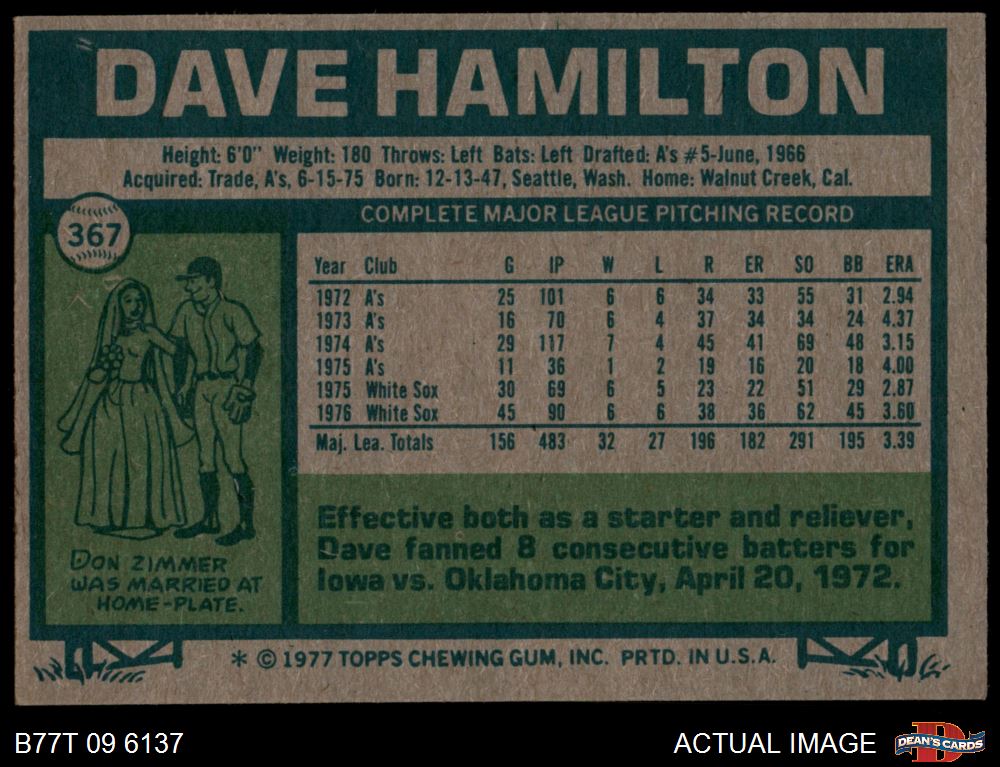 DAVE HAMILTON
Height: 6'0" Weight: 180 Throws: Left Bats: Left Drafted: A's #5-June, 1966
Acquired: Trade, A's, 6-15-75 Born: 12-13-47, Seattle, Wash. Home: Walnut Creek, Cal.
367
COMPLETE MAJOR LEAGUE PITCHING RECORD
Year Club G IP W L R ER SO BB ERA
1972 A's 25 101 6 6 34 33 55 31 2.94
1973 A's 16 70 6 4 37 34 34 24 4.37
1974 A's 29 117 7 4 45 41 69 48 3.15
1975 A's 11 36 1 2 19 16 20 18 4.00
1975 White Sox 30 69 6 5 23 22 51 29 2.87
1976 White Sox 45 90 6 6 38 36 62 45 3.60
Maj. Lea. Totals 156 483 32 27 196 182 291 195 3.39
DON ZIMMER
WAS MARRIED AT
HOME-PLATE.
Effective both as a starter and reliever,
Dave fanned 8 consecutive batters for
Iowa vs. Oklahoma City, April 20, 1972.
* © 1977 TOPPS CHEWING GUM, INC. PRTD. IN U.S.A.
B77T 09 6137
ACTUAL IMAGE
D
DEAN'S CARDS